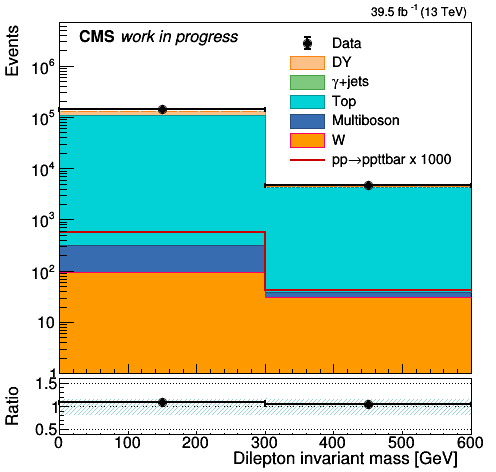 39.5 fb⁻¹ (13 TeV)
CMS work in progress
Events
Data
DY
γ+jets
Top
Multiboson
W
pp→ppttbar x 1000
10⁶
10⁵
10⁴
10³
10²
10
1
Ratio
1.5
1
0.5
0 100 200 300 400 500 600
Dilepton invariant mass [GeV]